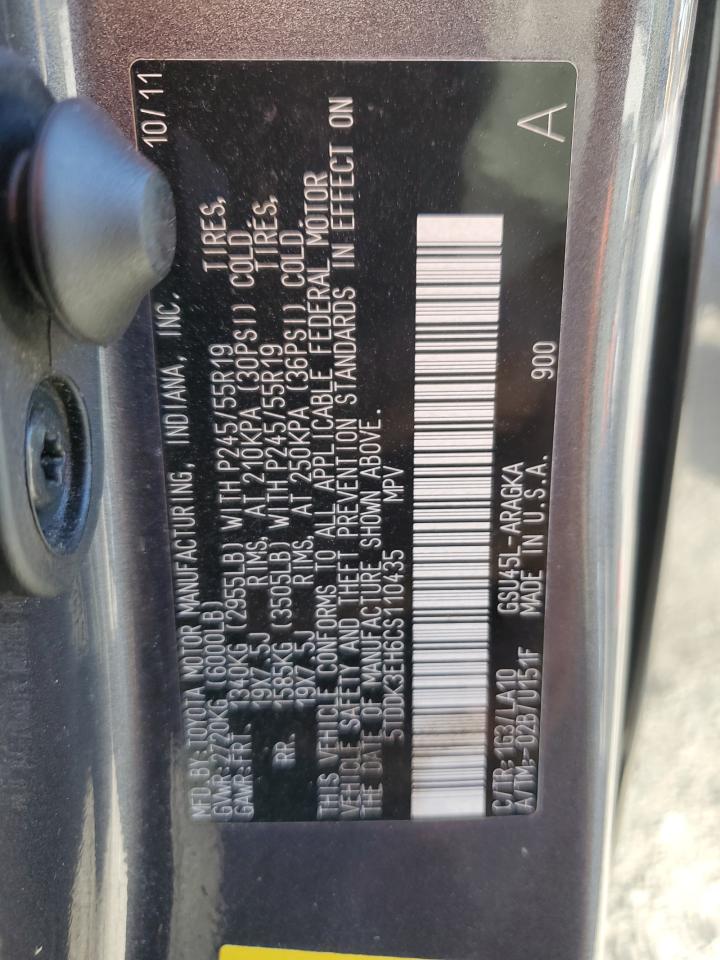 MFD. BY: TOYOTA MOTOR MANUFACTURING, INDIANA, INC. 10/11
GVWR: 2720KG (6000LB)
GAWR: FRT. 1340KG (2955LB) WITH P245/55R19 TIRES,
19X7.5J RIMS, AT 210KPA (30PSI) COLD.
RR. 1585KG (3505LB) WITH P245/55R19 TIRES,
19X7.5J RIMS, AT 250KPA (36PSI) COLD.
THIS VEHICLE CONFORMS TO ALL APPLICABLE FEDERAL MOTOR
VEHICLE SAFETY AND THEFT PREVENTION STANDARDS IN EFFECT ON
THE DATE OF MANUFACTURE SHOWN ABOVE.
5TDDK3EH6CS110435 MPV
C/TR: 1G3/LA10 GSU45L-ARAGKA
A/TM: -02B/U151F MADE IN U.S.A. 900 A